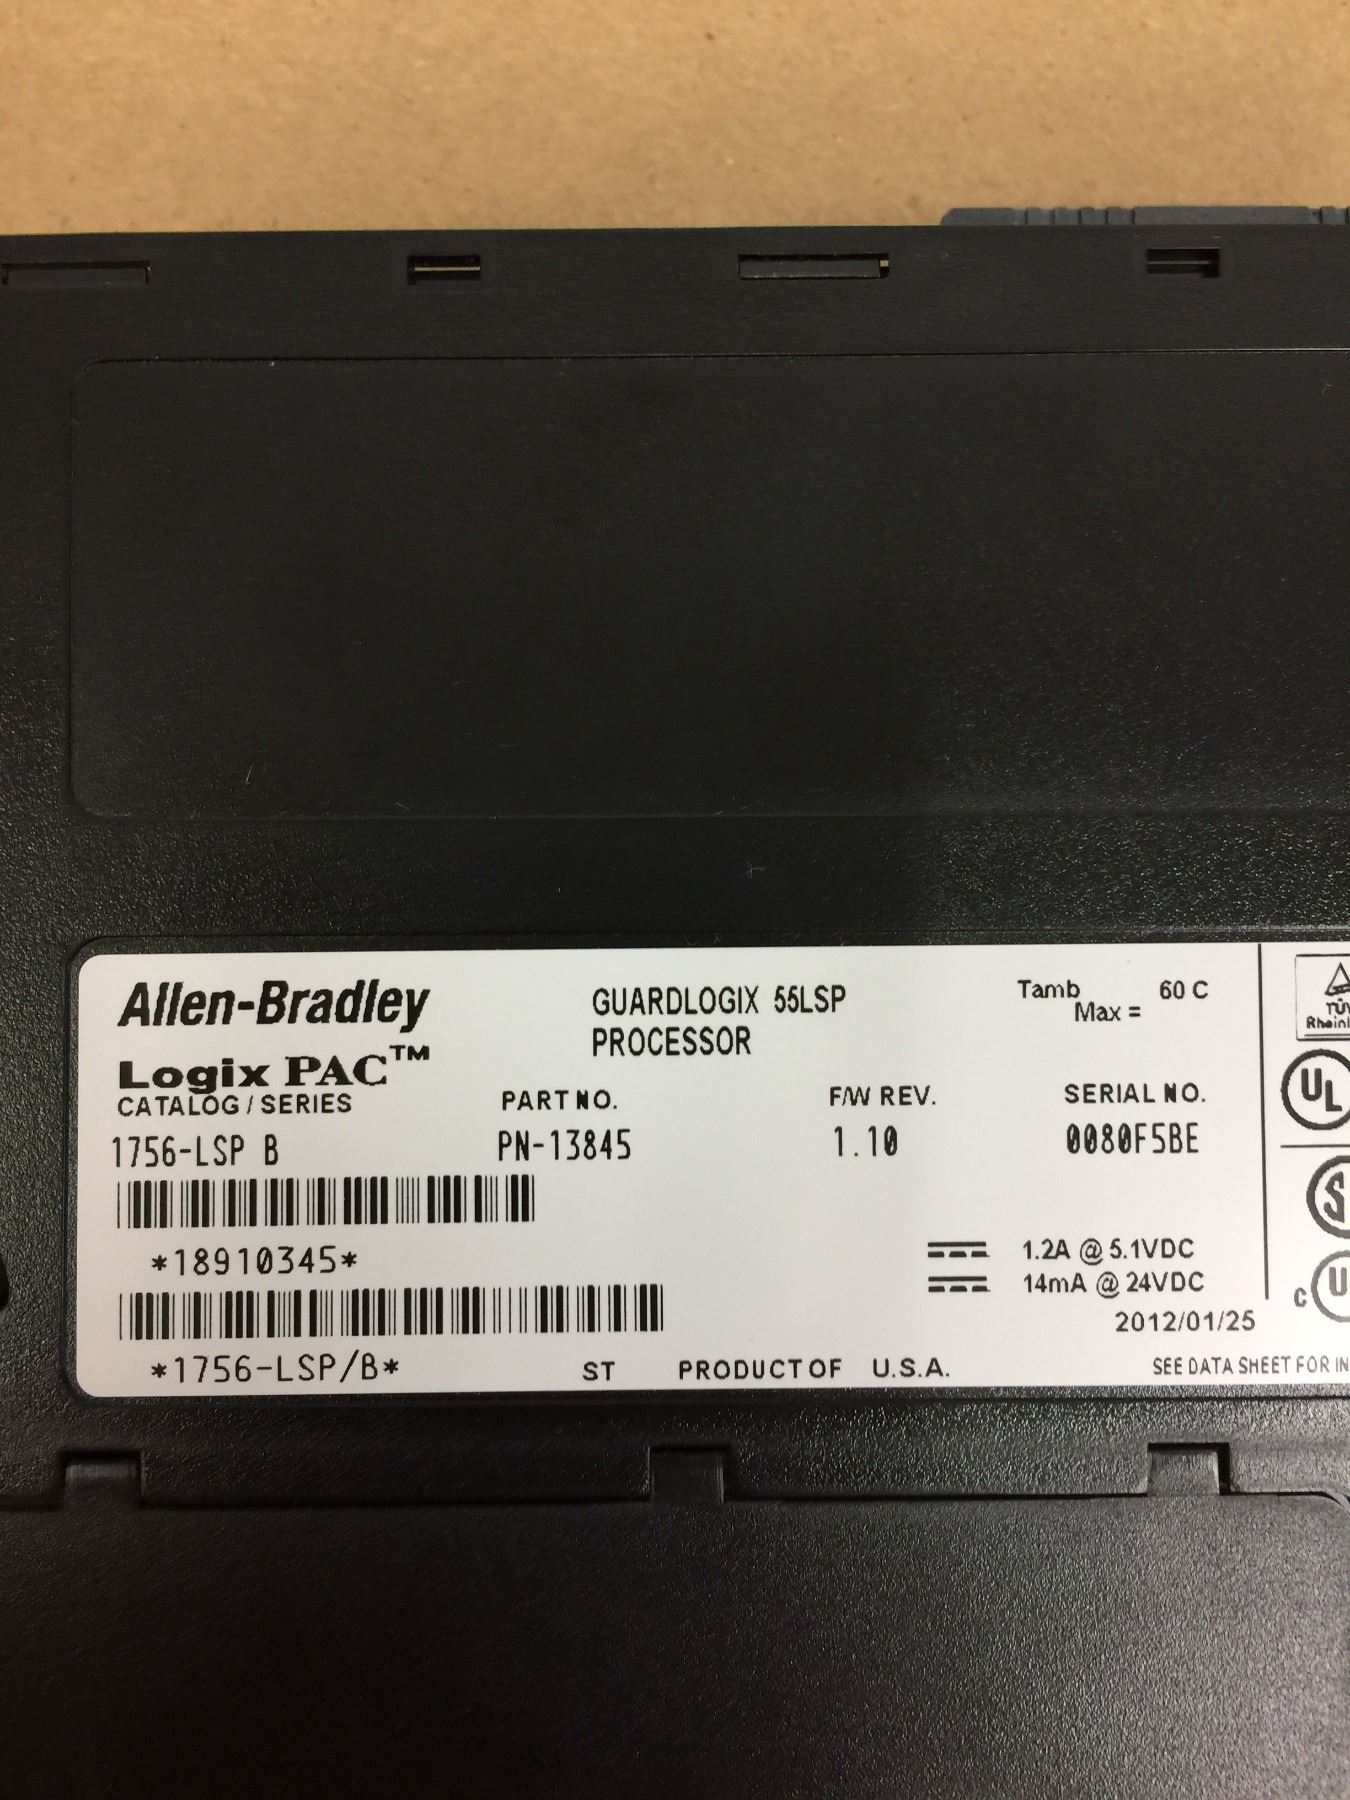 Allen-Bradley
Logix PAC™
GUARDLOGIX 55LSP
PROCESSOR
Tamb
Max = 60 C
CATALOG / SERIES PART NO. F/W REV. SERIAL NO.
1756-LSP B PN-13845 1.10 0080F5BE
*18910345*
1.2A @ 5.1VDC
14mA @ 24VDC
2012/01/25
*1756-LSP/B* ST PRODUCT OF U.S.A. SEE DATA SHEET FOR
TÜV
UL
C